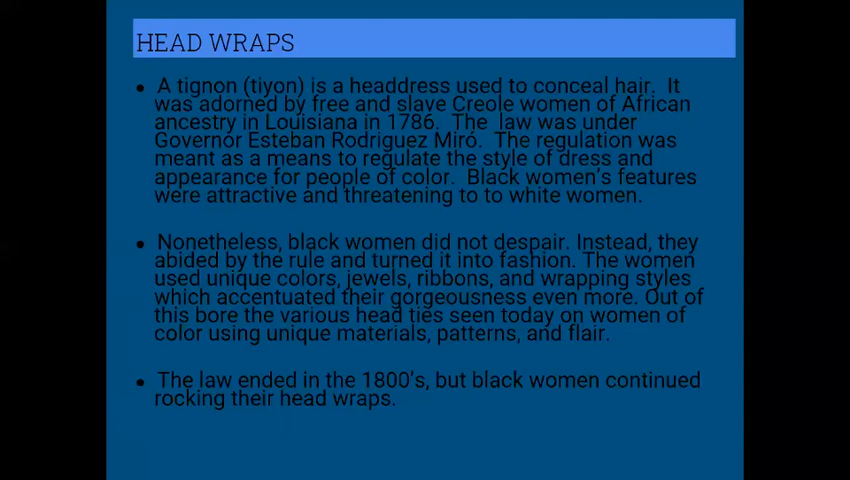 HEAD WRAPS
• A tignon (tiyon) is a headdress used to conceal hair.  It
was adorned by free and slave Creole women of African
ancestry in Louisiana in 1786.  The  law was under
Governor Esteban Rodriguez Miró.  The regulation was
meant as a means to regulate the style of dress and
appearance for people of color.  Black women's features
were attractive and threatening to to white women.
• Nonetheless, black women did not despair. Instead, they
abided by the rule and turned it into fashion. The women
used unique colors, jewels, ribbons, and wrapping styles
which accentuated their gorgeousness even more. Out of
this bore the various head ties seen today on women of
color using unique materials, patterns, and flair.
• The law ended in the 1800's, but black women continued
rocking their head wraps.